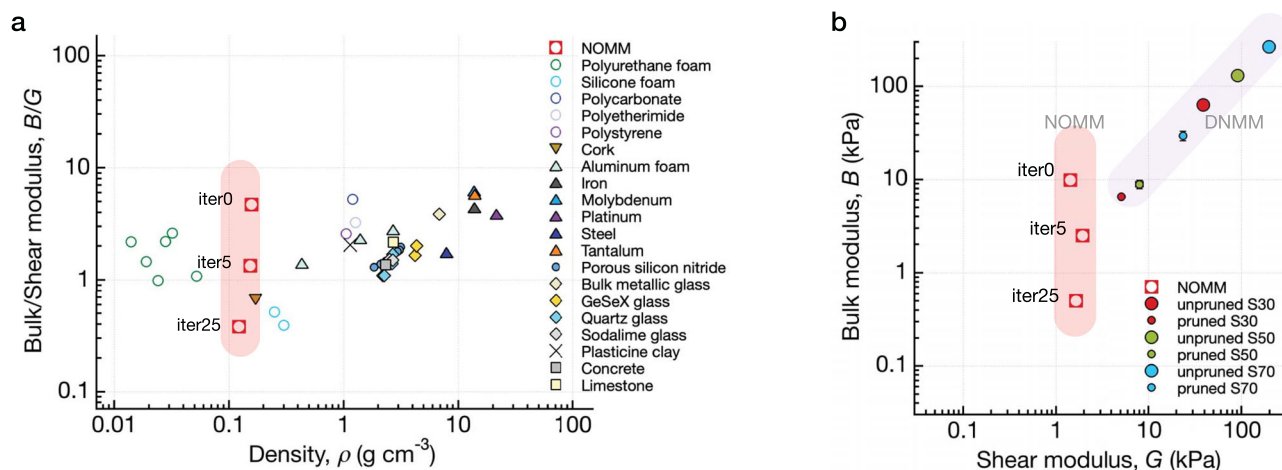 a
Bulk/Shear modulus, B/G
100
10
1
0.1
0.01
0.1
1
10
100
Density, ρ (g cm⁻³)
iter0
iter5
iter25
NOMM
Polyurethane foam
Silicone foam
Polycarbonate
Polyetherimide
Polystyrene
Cork
Aluminum foam
Iron
Molybdenum
Platinum
Steel
Tantalum
Porous silicon nitride
Bulk metallic glass
GeSeX glass
Quartz glass
Sodalime glass
Plasticine clay
Concrete
Limestone
b
Bulk modulus, B (kPa)
100
10
1
0.1
0.1
1
10
100
Shear modulus, G (kPa)
NOMM
DNMM
iter0
iter5
iter25
NOMM
unpruned S30
pruned S30
unpruned S50
pruned S50
unpruned S70
pruned S70